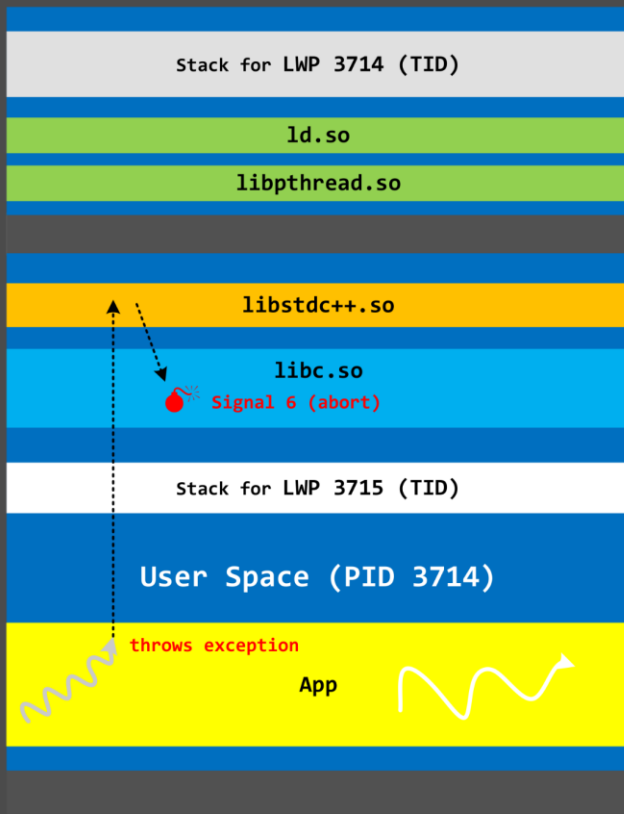 Stack for LWP 3714 (TID)
ld.so
libpthread.so
libstdc++.so
libc.so
Signal 6 (abort)
Stack for LWP 3715 (TID)
User Space (PID 3714)
throws exception
App